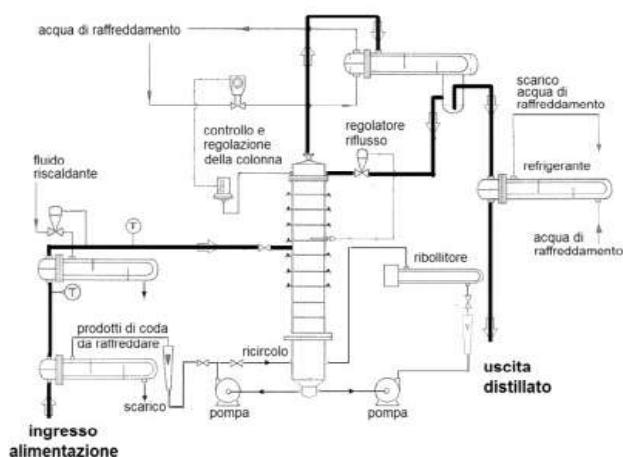 acqua di raffreddamento
scarico
acqua di
raffreddamento
controllo e
regolazione
della colonna
regolatore
riflusso
refrigerante
fluido
riscaldante
T
T
acqua di
raffreddamento
ribollitore
prodotti di coda
da raffreddare
ricircolo
scarico
pompa
pompa
uscita
distillato
ingresso
alimentazione